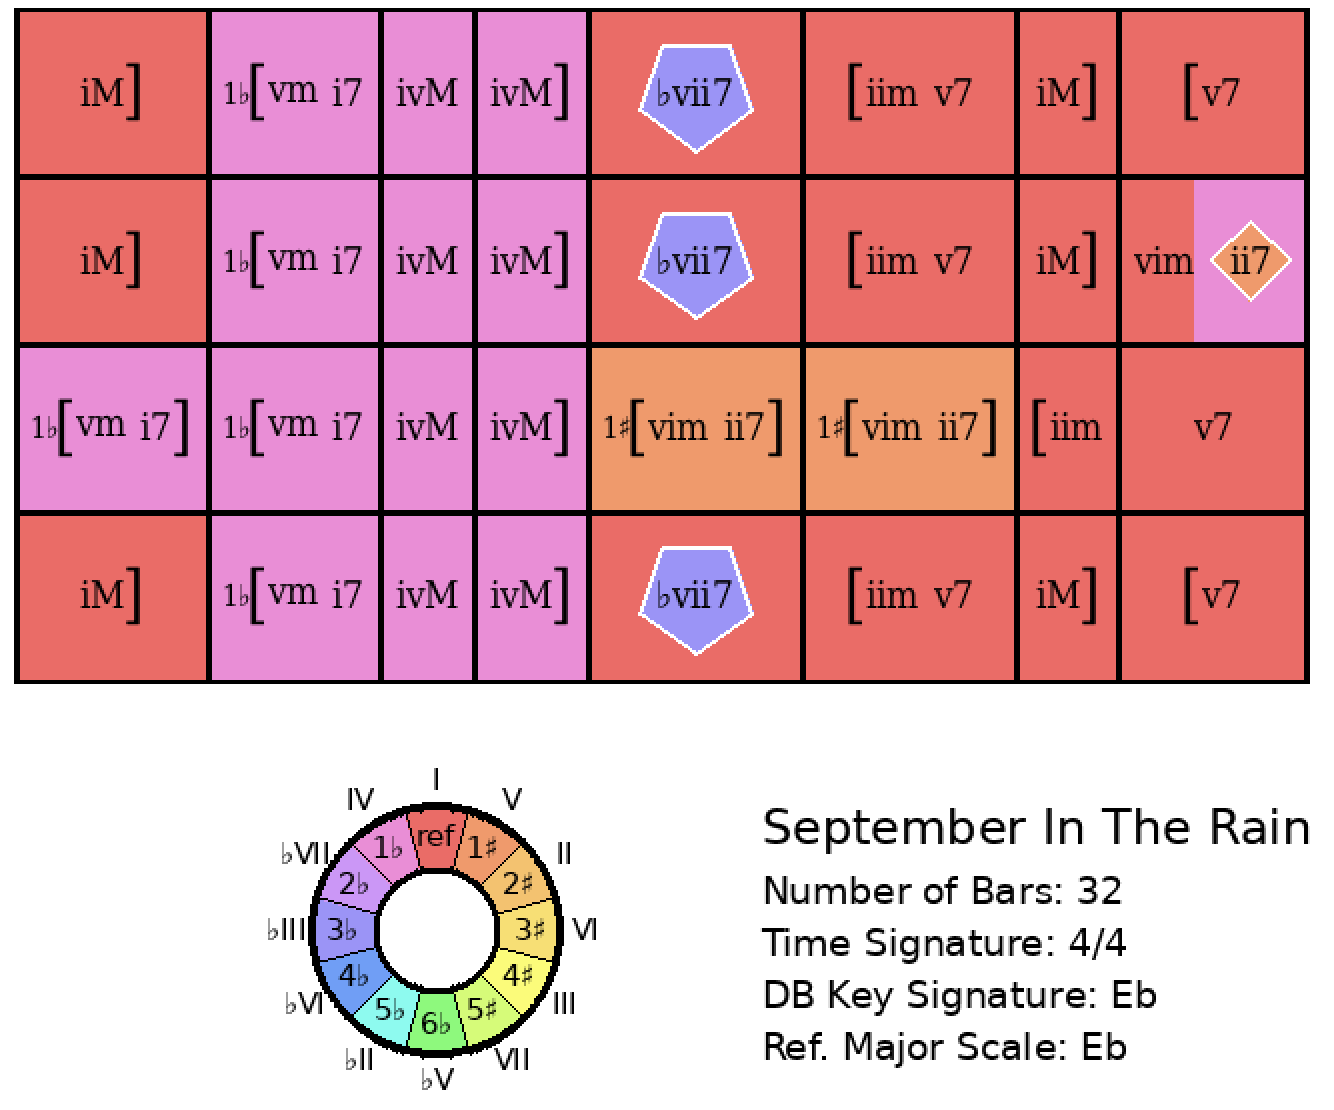 iM] 1♭[vm i7 ivM ivM] ♭vii7 [iim v7 iM] [v7
iM] 1♭[vm i7 ivM ivM] ♭vii7 [iim v7 iM] vim ii7
1♭[vm i7] 1♭[vm i7 ivM ivM] 1♯[vim ii7] 1♯[vim ii7] [iim v7
iM] 1♭[vm i7 ivM ivM] ♭vii7 [iim v7 iM] [v7
I
IV V
♭VII II
♭III VI
♭VI III
♭II VII
♭V
ref
1♭ 1♯
2♭ 2♯
3♭ 3♯
4♭ 4♯
5♭ 5♯
6♭
September In The Rain
Number of Bars: 32
Time Signature: 4/4
DB Key Signature: Eb
Ref. Major Scale: Eb